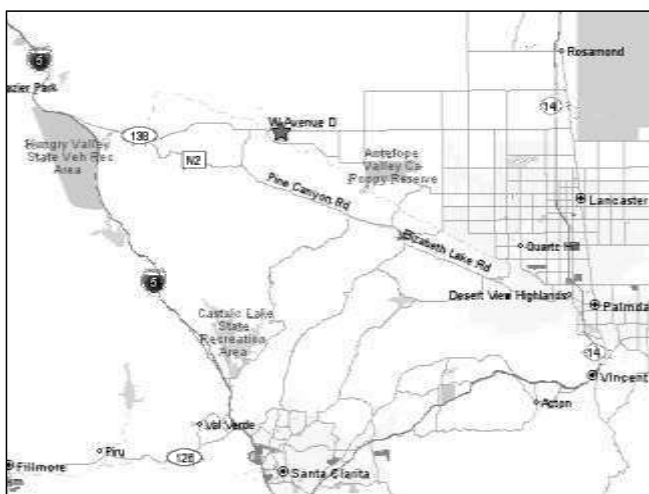 5
Rosamond
14
W Avenue D
138
Hungry Valley
State Veh Rec
Area
N2
Antelope
Valley Ca
Poppy Reserve
Pine Canyon Rd
Lancaster
Elizabeth Lake Rd
Quartz Hill
5
Desert View Highlands
Palmda
Castaic Lake
State
Recreation
Area
14
Vincent
Acton
Val Verde
Piru
126
Fillmore
Santa Clarita